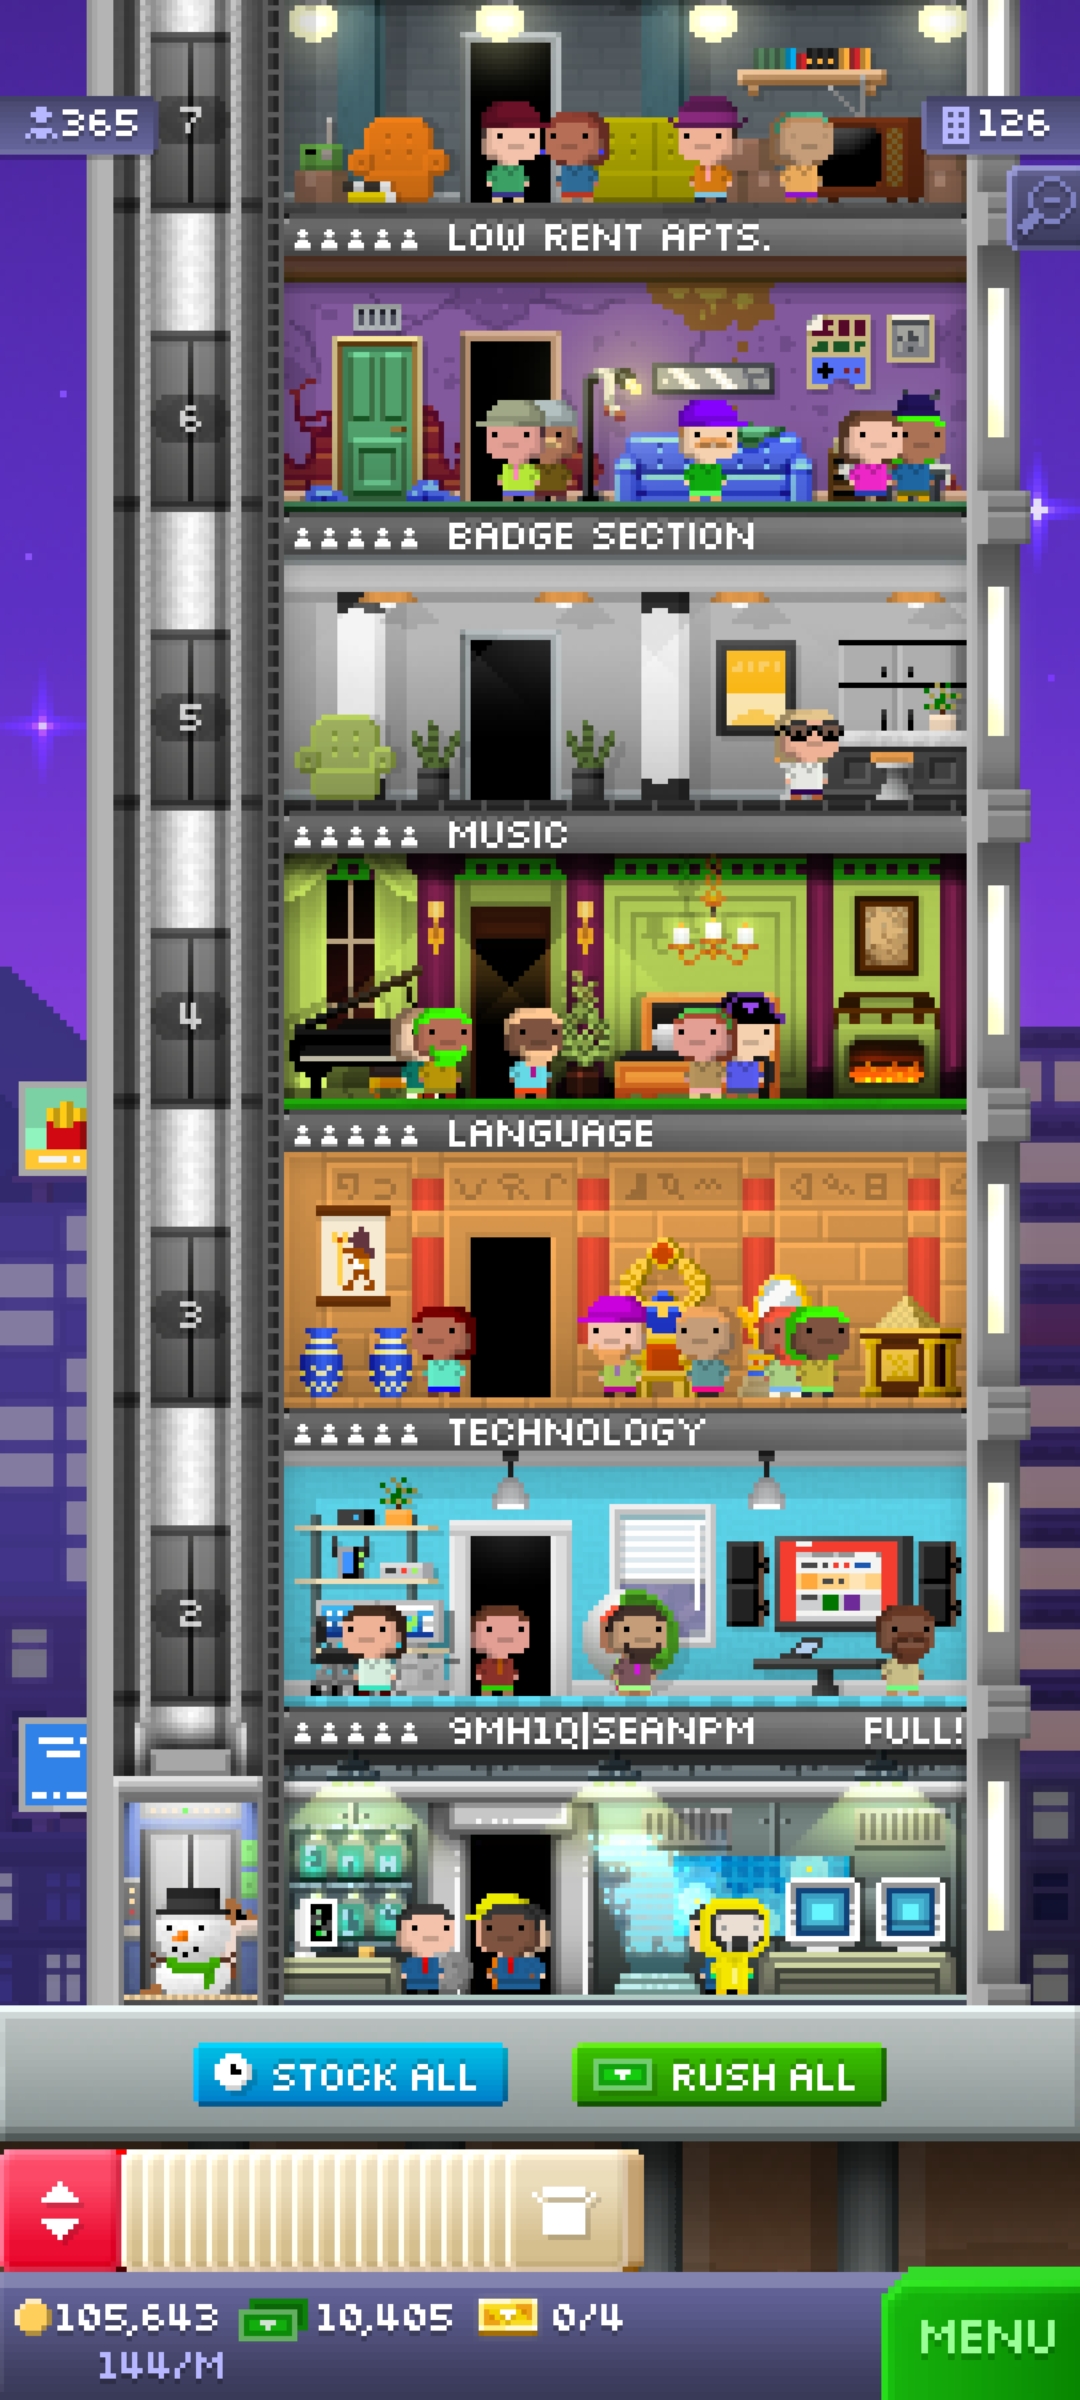 365
7
126
LOW RENT APTS.
6
BADGE SECTION
5
MUSIC
4
LANGUAGE
3
TECHNOLOGY
2
9MH1Q|SEANPM FULL!
STOCK ALL
RUSH ALL
105,643
10,405
0/4
144/M
MENU